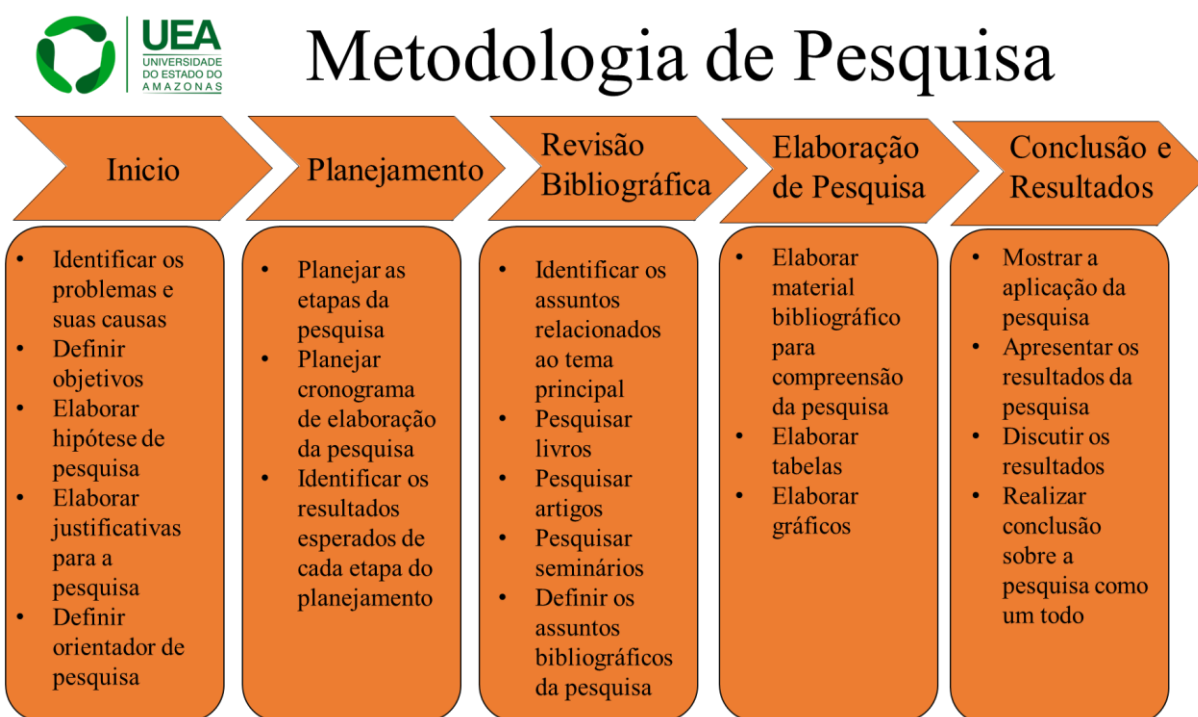 UEA
UNIVERSIDADE
DO ESTADO DO
AMAZONAS
Metodologia de Pesquisa
Inicio
Planejamento
Revisão
Bibliográfica
Elaboração
de Pesquisa
Conclusão e
Resultados
• Identificar os
problemas e
suas causas
• Definir
objetivos
• Elaborar
hipótese de
pesquisa
• Elaborar
justificativas
para a
pesquisa
• Definir
orientador de
pesquisa
• Planejar as
etapas da
pesquisa
• Planejar
cronograma
de elaboração
da pesquisa
• Identificar os
resultados
esperados de
cada etapa do
planejamento
• Identificar os
assuntos
relacionados
ao tema
principal
• Pesquisar
livros
• Pesquisar
artigos
• Pesquisar
seminários
• Definir os
assuntos
bibliográficos
da pesquisa
• Elaborar
material
bibliográfico
para
compreensão
da pesquisa
• Elaborar
tabelas
• Elaborar
gráficos
• Mostrar a
aplicação da
pesquisa
• Apresentar os
resultados da
pesquisa
• Discutir os
resultados
• Realizar
conclusão
sobre a
pesquisa como
um todo